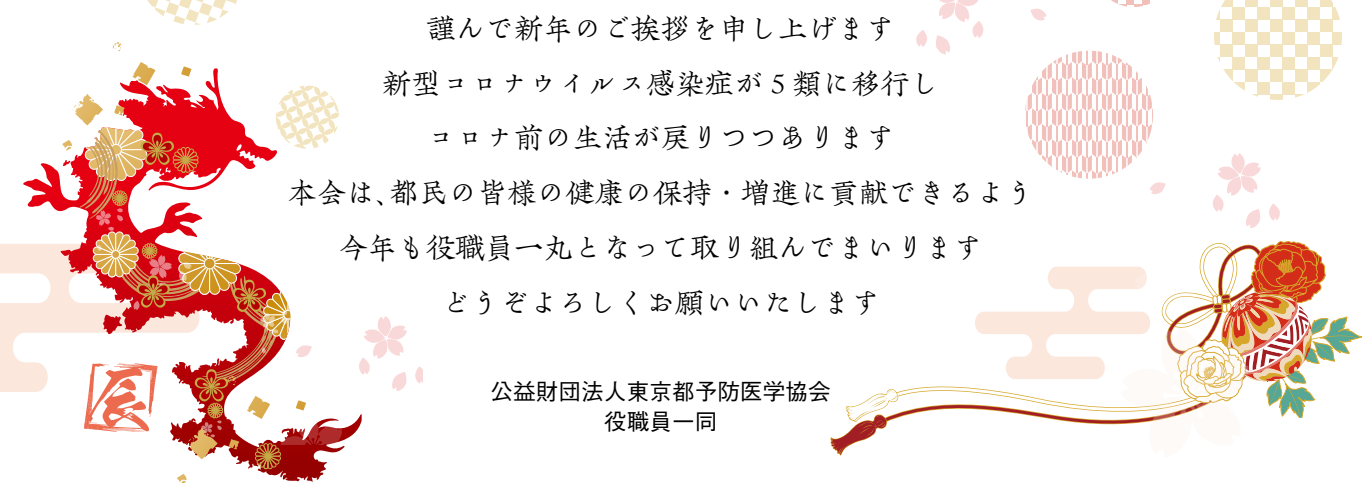 謹んで新年のご挨拶を申し上げます
新型コロナウイルス感染症が５類に移行し
コロナ前の生活が戻りつつあります
本会は、都民の皆様の健康の保持・増進に貢献できるよう
今年も役職員一丸となって取り組んでまいります
どうぞよろしくお願いいたします
辰
公益財団法人東京都予防医学協会
役職員一同